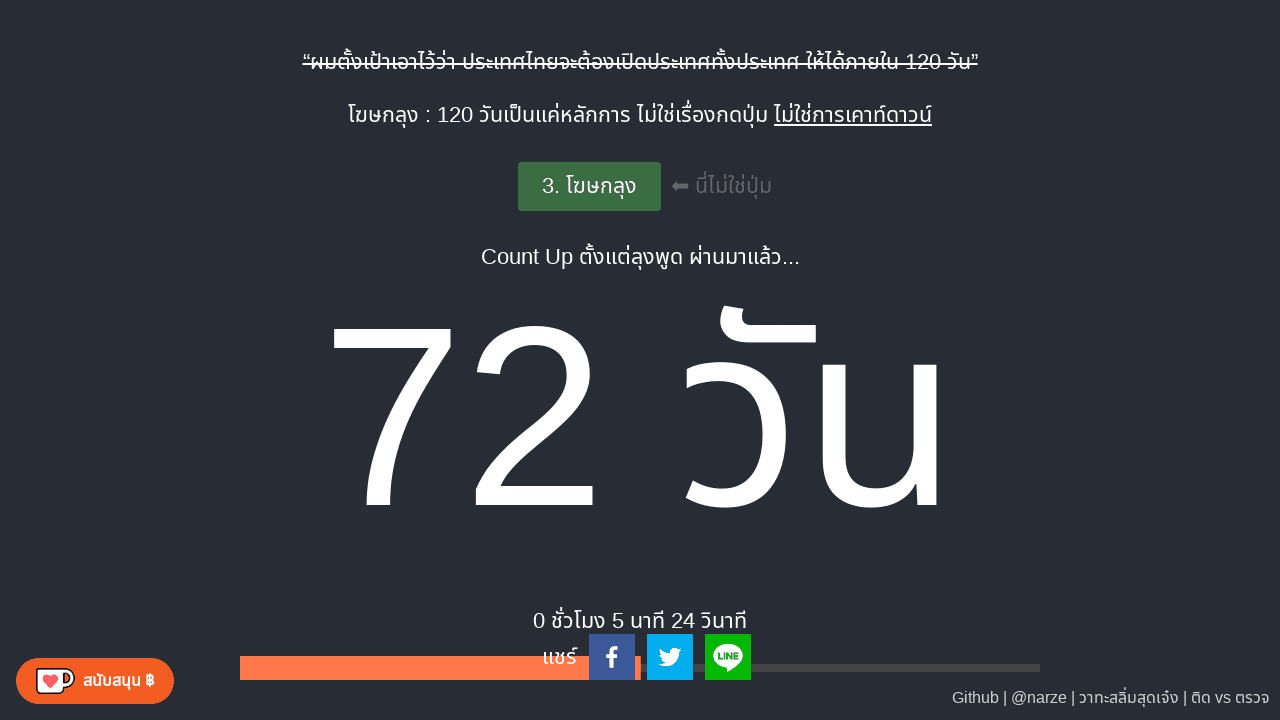 “ผมตั้งเป้าเอาไว้ว่า ประเทศไทยจะต้องเปิดประเทศทั้งประเทศ ให้ได้ภายใน 120 วัน”
โฆษกลุง : 120 วันเป็นแค่หลักการ ไม่ใช่เรื่องกดปุ่ม ไม่ใช่การเคาท์ดาวน์
3. โฆษกลุง ⬅ นี่ไม่ใช่ปุ่ม
Count Up ตั้งแต่ลุงพูด ผ่านมาแล้ว...
72 วัน
0 ชั่วโมง 5 นาที 24 วินาที
แชร์ LINE
สนับสนุน ฿
Github | @narze | วาทะสลิ่มสุดเจ๋ง | ติด vs ตรวจ